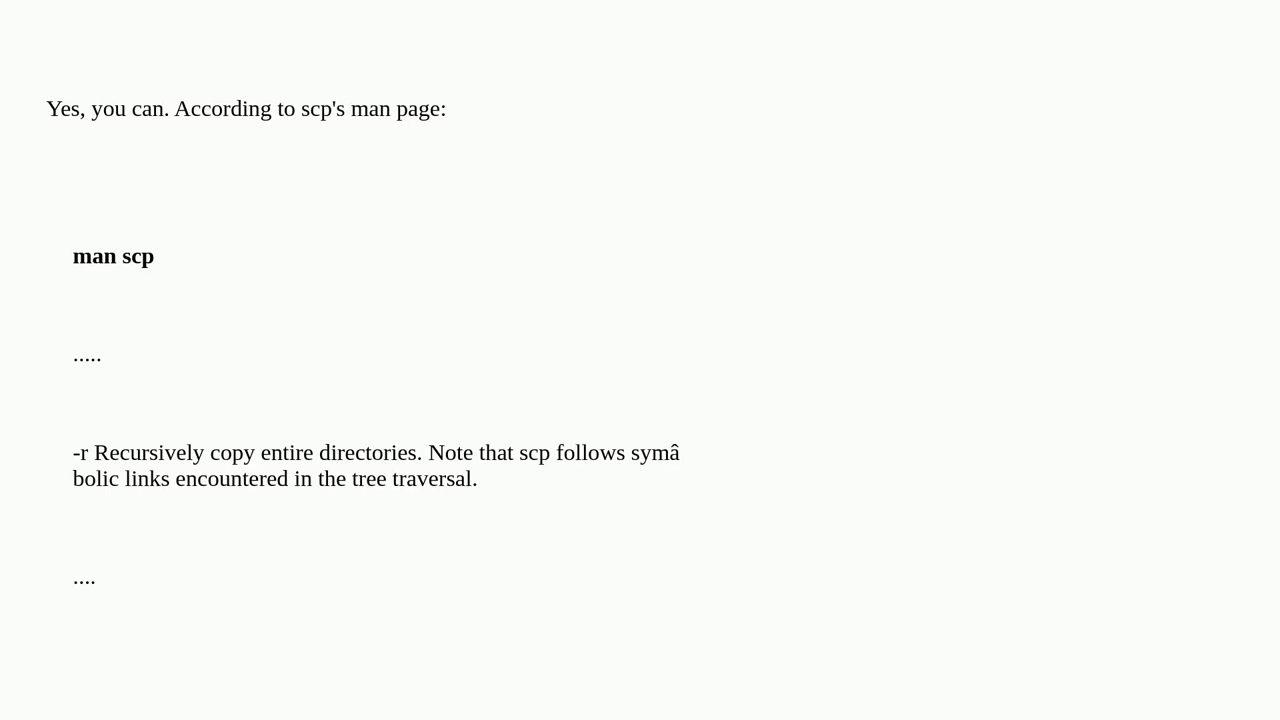 Yes, you can. According to scp's man page:
man scp
.....
-r Recursively copy entire directories. Note that scp follows symâ
bolic links encountered in the tree traversal.
....